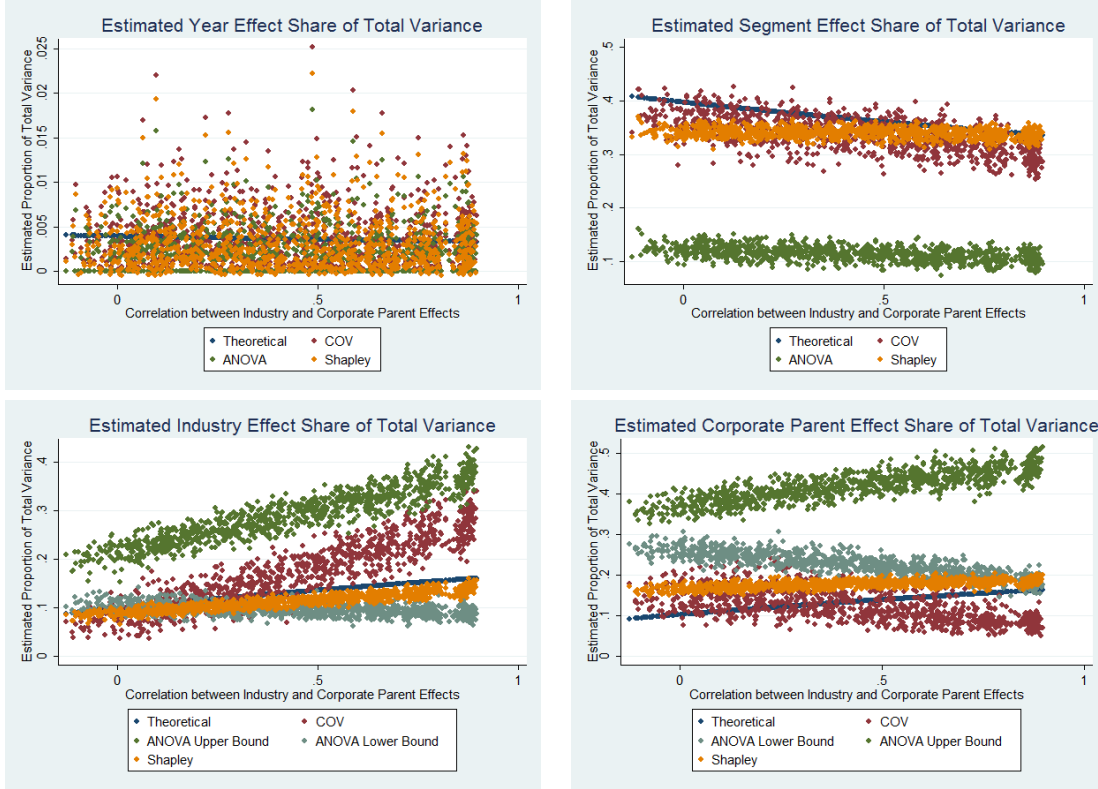 Estimated Year Effect Share of Total Variance
Estimated Proportion of Total Variance
.025
.02
.015
.01
.005
0
0 .5 1
Correlation between Industry and Corporate Parent Effects
Theoretical COV
ANOVA Shapley
Estimated Segment Effect Share of Total Variance
Estimated Proportion of Total Variance
.5
.4
.3
.2
.1
0 .5 1
Correlation between Industry and Corporate Parent Effects
Theoretical COV
ANOVA Shapley
Estimated Industry Effect Share of Total Variance
Estimated Proportion of Total Variance
.4
.3
.2
.1
0
0 .5 1
Correlation between Industry and Corporate Parent Effects
Theoretical COV
ANOVA Upper Bound ANOVA Lower Bound
Shapley
Estimated Corporate Parent Effect Share of Total Variance
Estimated Proportion of Total Variance
.5
.4
.3
.2
.1
0
0 .5 1
Correlation between Industry and Corporate Parent Effects
Theoretical COV
ANOVA Lower Bound ANOVA Upper Bound
Shapley